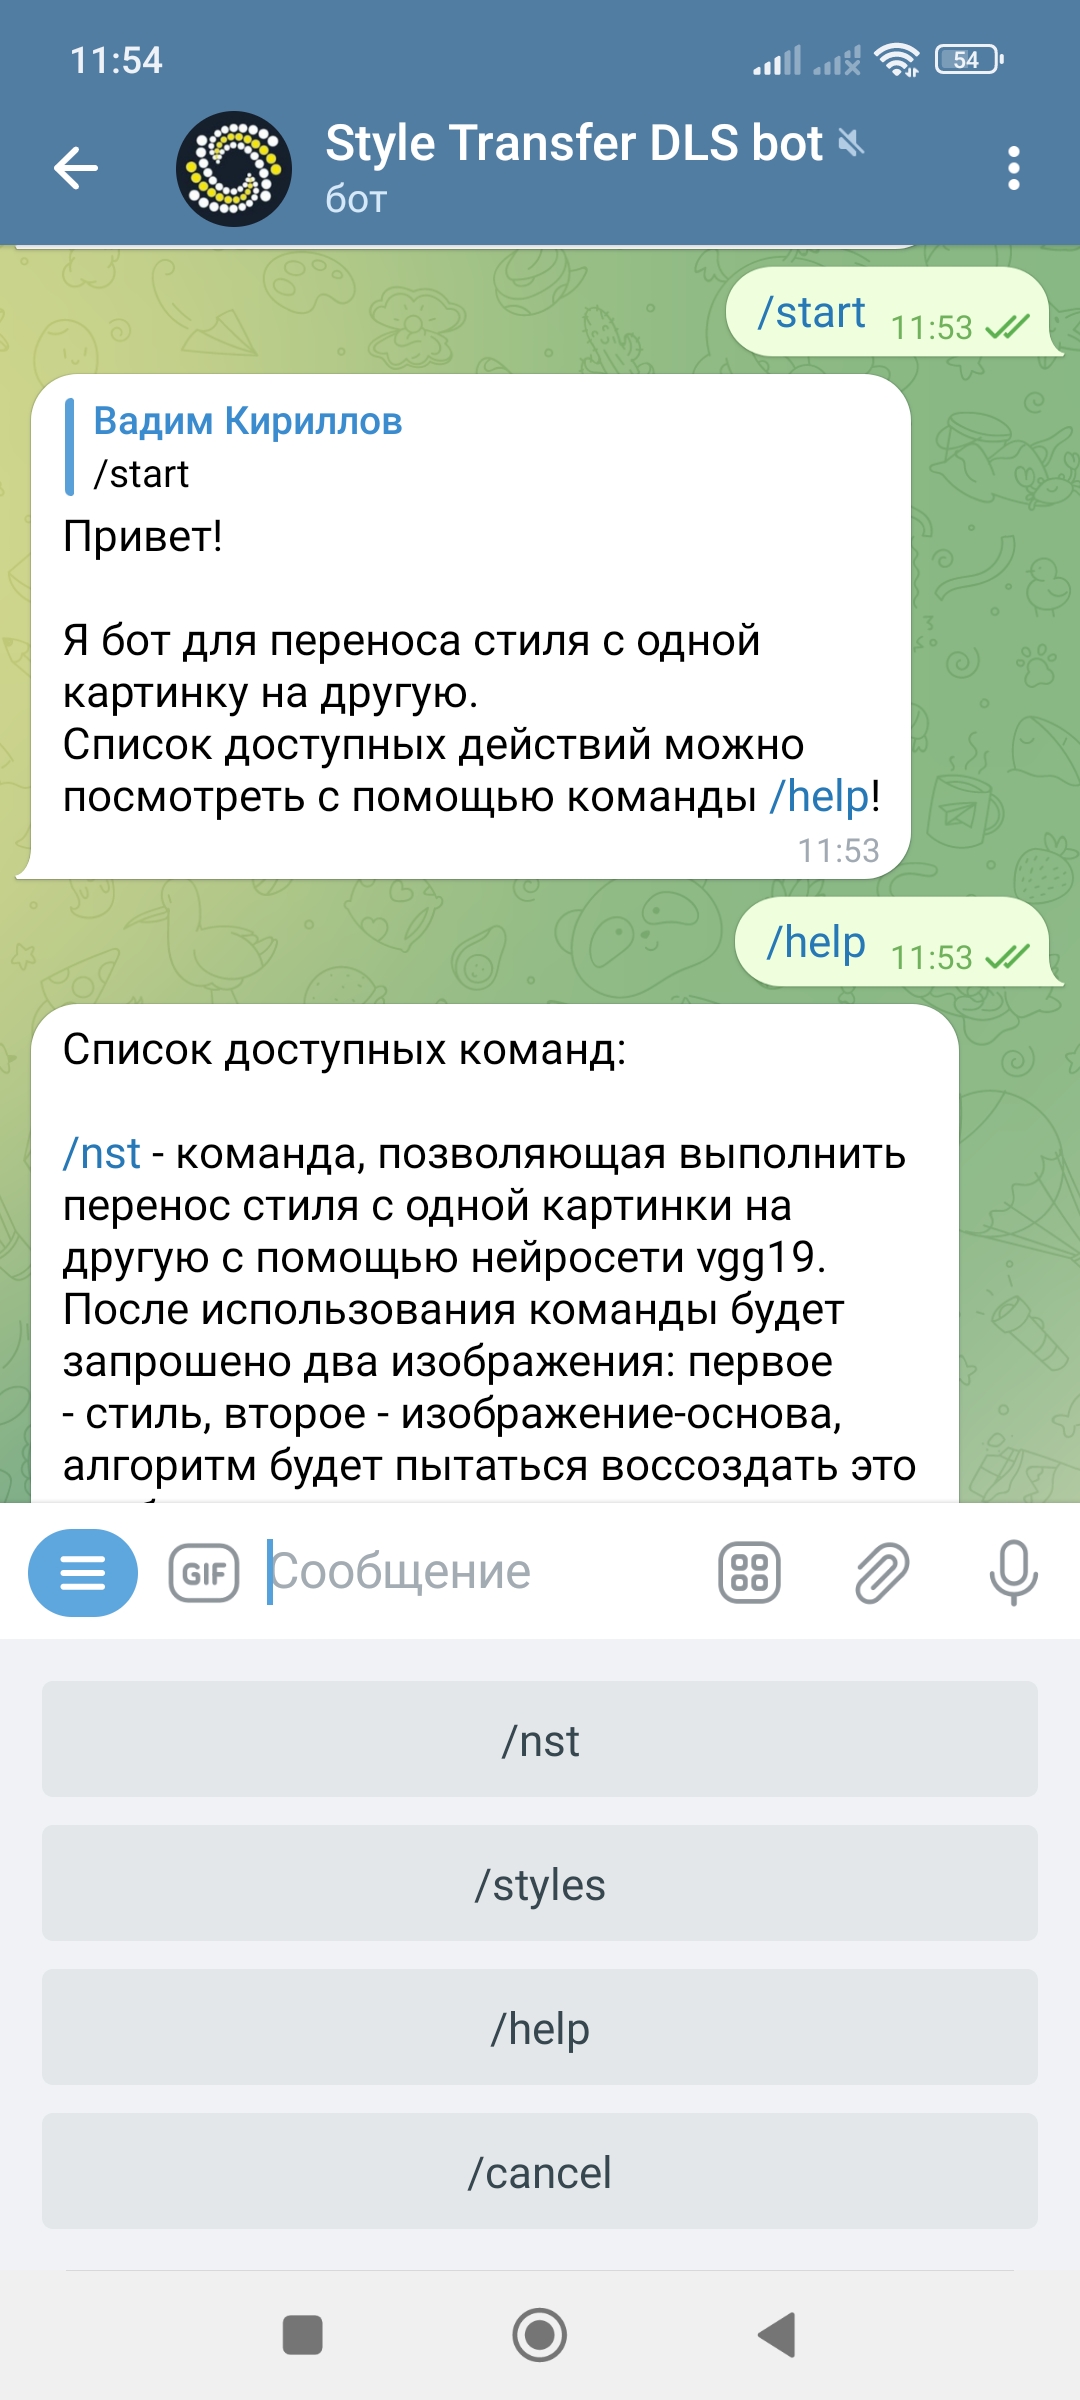 11:54
54
Style Transfer DLS bot
бот
/start 11:53
Вадим Кириллов
/start
Привет!
Я бот для переноса стиля с одной
картинку на другую.
Список доступных действий можно
посмотреть с помощью команды /help!
11:53
/help 11:53
Список доступных команд:
/nst - команда, позволяющая выполнить
перенос стиля с одной картинки на
другую с помощью нейросети vgg19.
После использования команды будет
запрошено два изображения: первое
- стиль, второе - изображение-основа,
алгоритм будет пытаться воссоздать это
GIF Сообщение
/nst
/styles
/help
/cancel